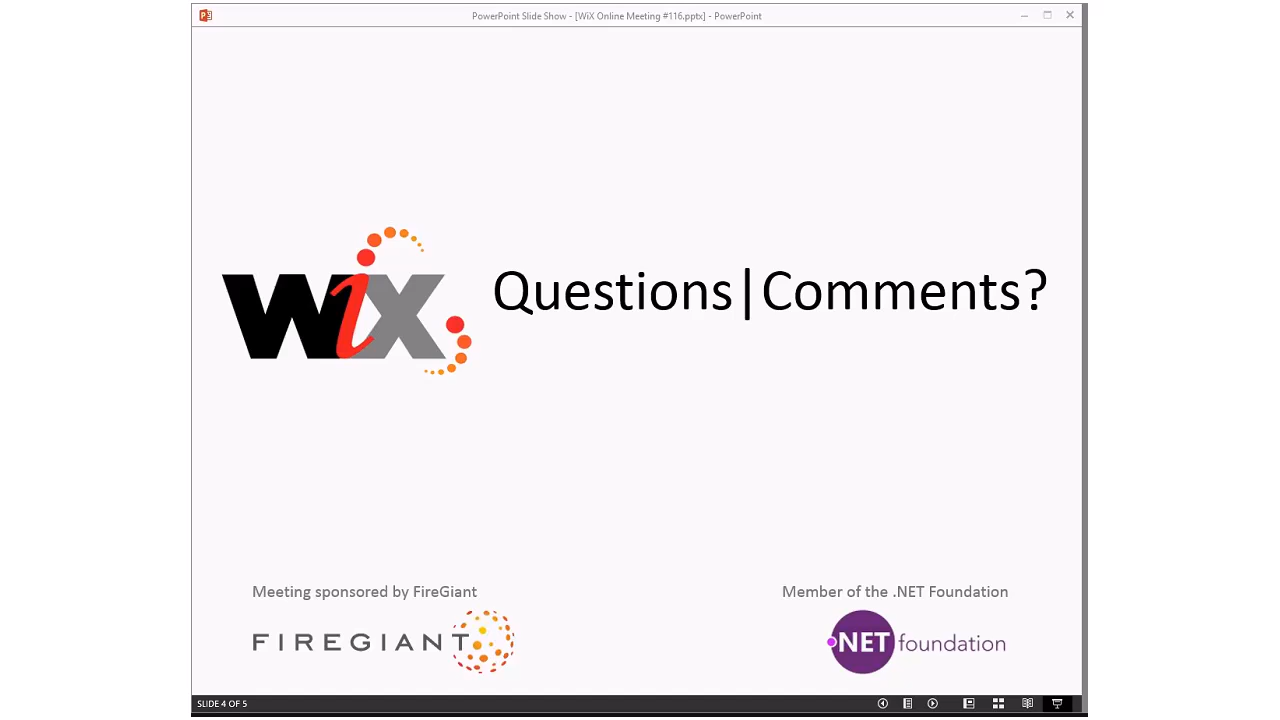 PowerPoint Slide Show - [WiX Online Meeting #116.pptx] - PowerPoint
WiX
Questions|Comments?
Meeting sponsored by FireGiant
Member of the .NET Foundation
FIREGIANT
.NET foundation
SLIDE 4 OF 5